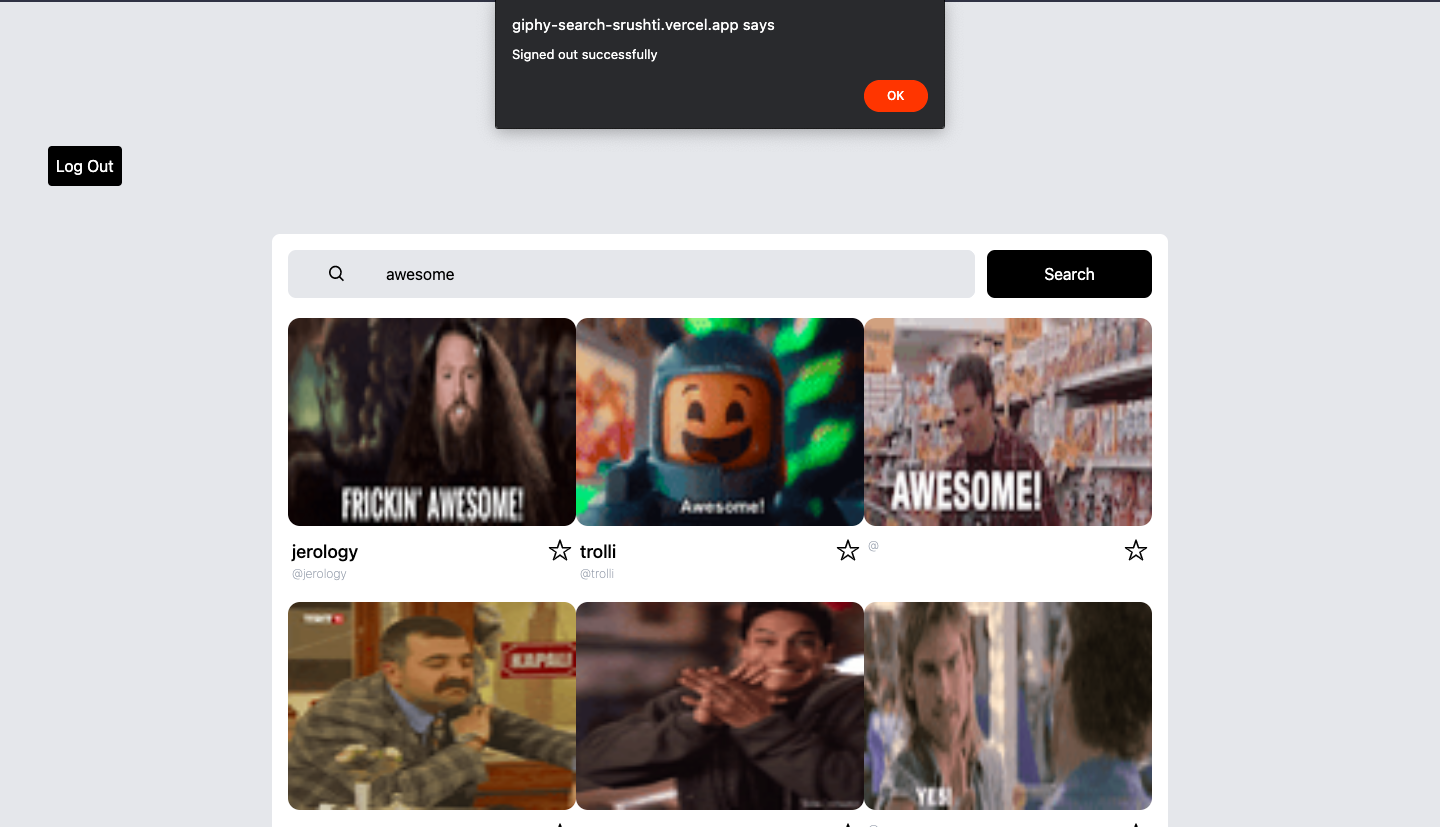 giphy-search-srushti.vercel.app says
Signed out successfully
OK
Log Out
awesome
Search
FRICKIN' AWESOME!
Awesome!
AWESOME!
jerology
trolli
@jerology
@trolli
@
KAPALI
YES!